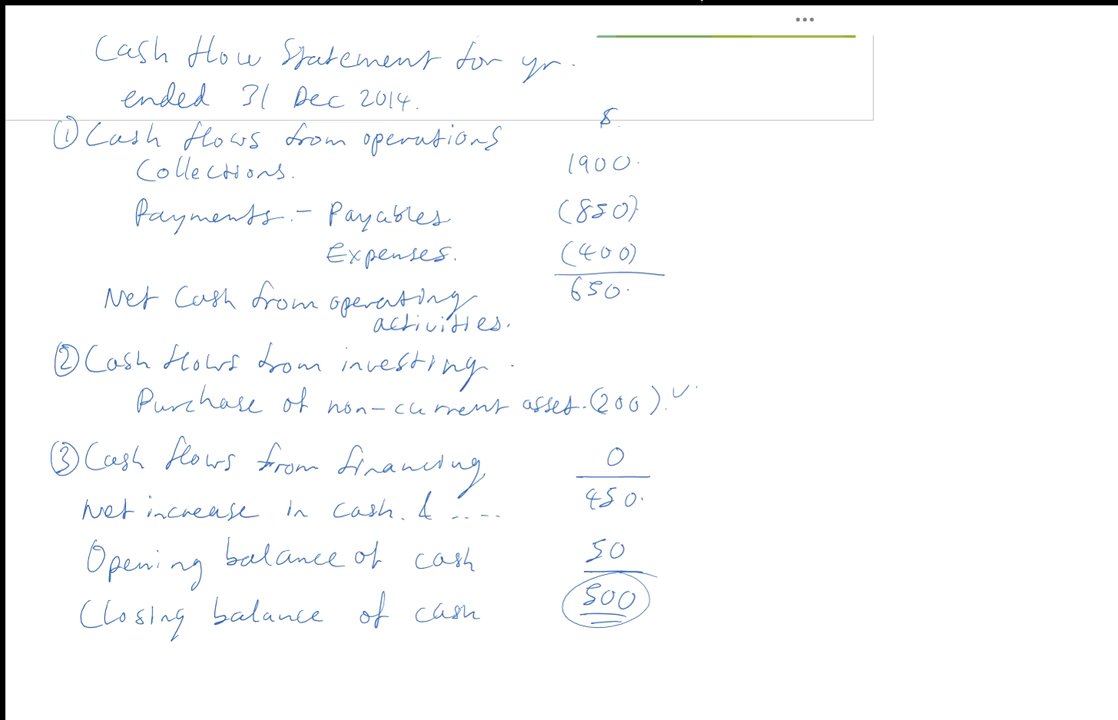 Cash flow statement for yr.
ended 31 Dec 2014.
$
① Cash flows from operations
Collections. 1900.
Payments:- Payables (850)
Expenses. (400)
Net Cash from operating 650.
activities.
② Cash flows from investing.
Purchase of non-current asset. (200). ✓
③ Cash flows from financing 0
Net increase in cash. & .... 450.
Opening balance of cash 50
Closing balance of cash 500